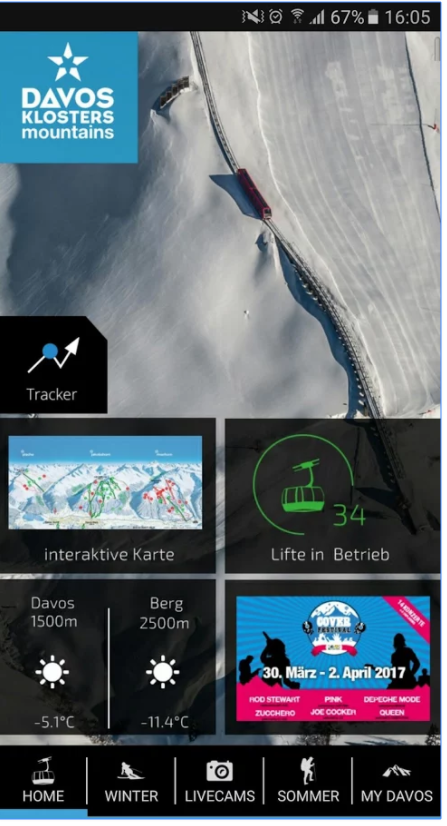 67% 16:05
DAVOS
KLOSTERS
mountains
Tracker
interaktive Karte
34
Lifte in Betrieb
Davos
1500m
-5.1°C
Berg
2500m
-11.4°C
COVER
FESTIVAL
30. März - 2. April 2017
ROD STEWART PINK DEPECHE MODE
ZUCCHERO JOE COCKER QUEEN
HOME
WINTER
LIVECAMS
SOMMER
MY DAVOS